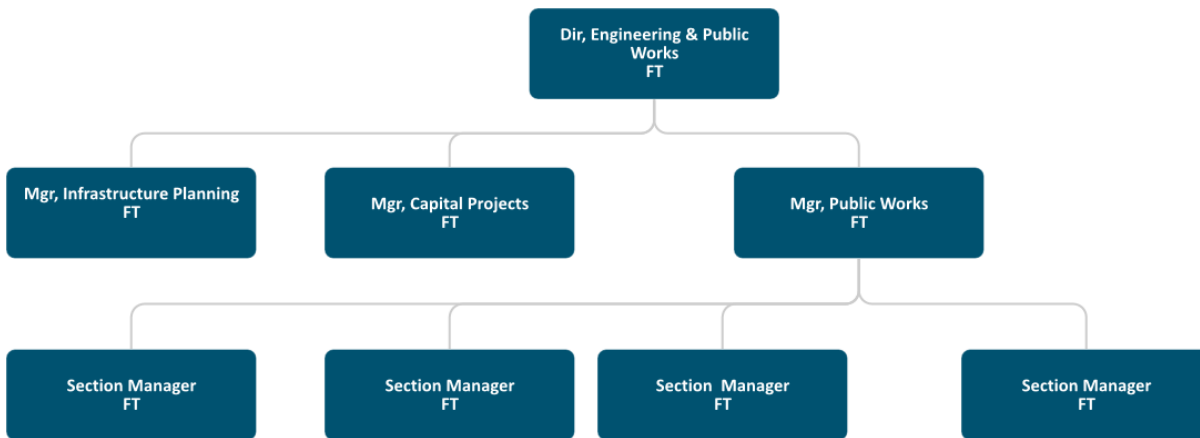 Dir, Engineering & Public
Works
FT
Mgr, Infrastructure Planning
FT
Mgr, Capital Projects
FT
Mgr, Public Works
FT
Section Manager
FT
Section Manager
FT
Section  Manager
FT
Section Manager
FT